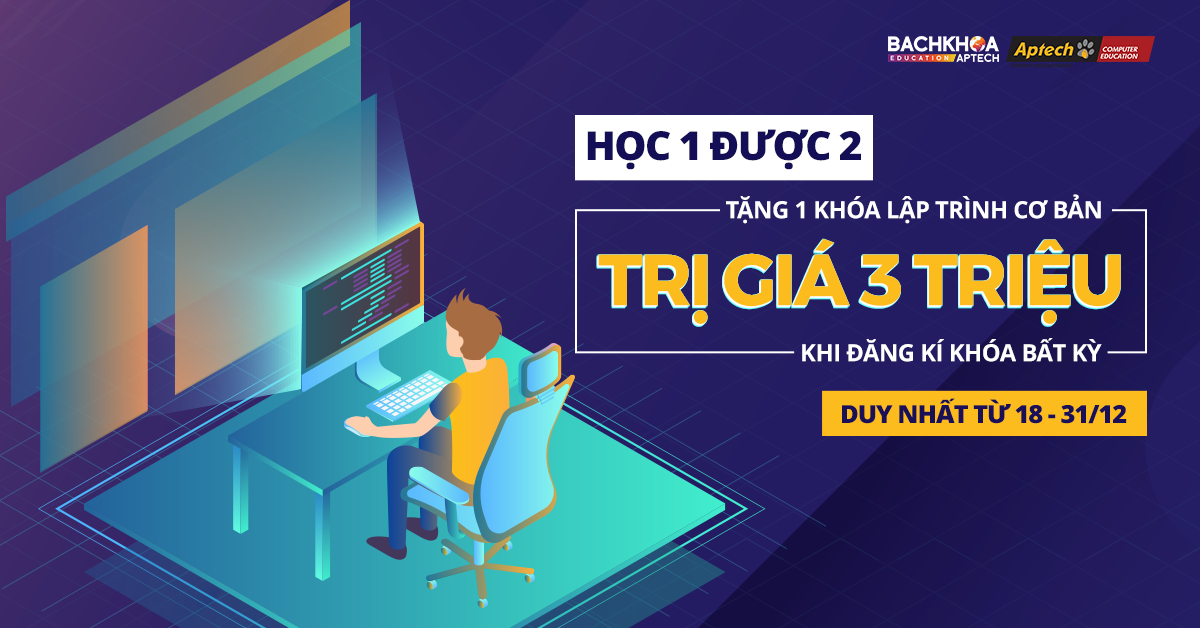 BACHKHOA
EDUCATION APTECH
Aptech COMPUTER EDUCATION
HỌC 1 ĐƯỢC 2
TẶNG 1 KHÓA LẬP TRÌNH CƠ BẢN
TRỊ GIÁ 3 TRIỆU
KHI ĐĂNG KÍ KHÓA BẤT KỲ
DUY NHẤT TỪ 18 - 31/12